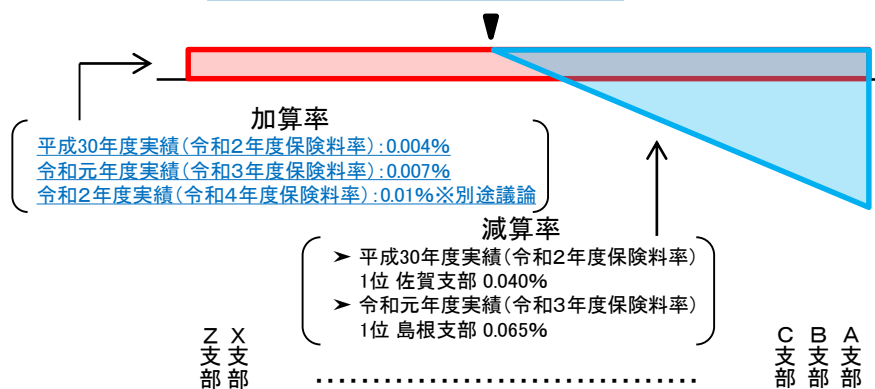 加算率
平成30年度実績(令和2年度保険料率):0.004%
令和元年度実績(令和3年度保険料率):0.007%
令和2年度実績(令和4年度保険料率):0.01%※別途議論
減算率
➤ 平成30年度実績(令和2年度保険料率)
1位 佐賀支部 0.040%
➤ 令和元年度実績(令和3年度保険料率)
1位 島根支部 0.065%
Z支部
X支部
C支部
B支部
A支部